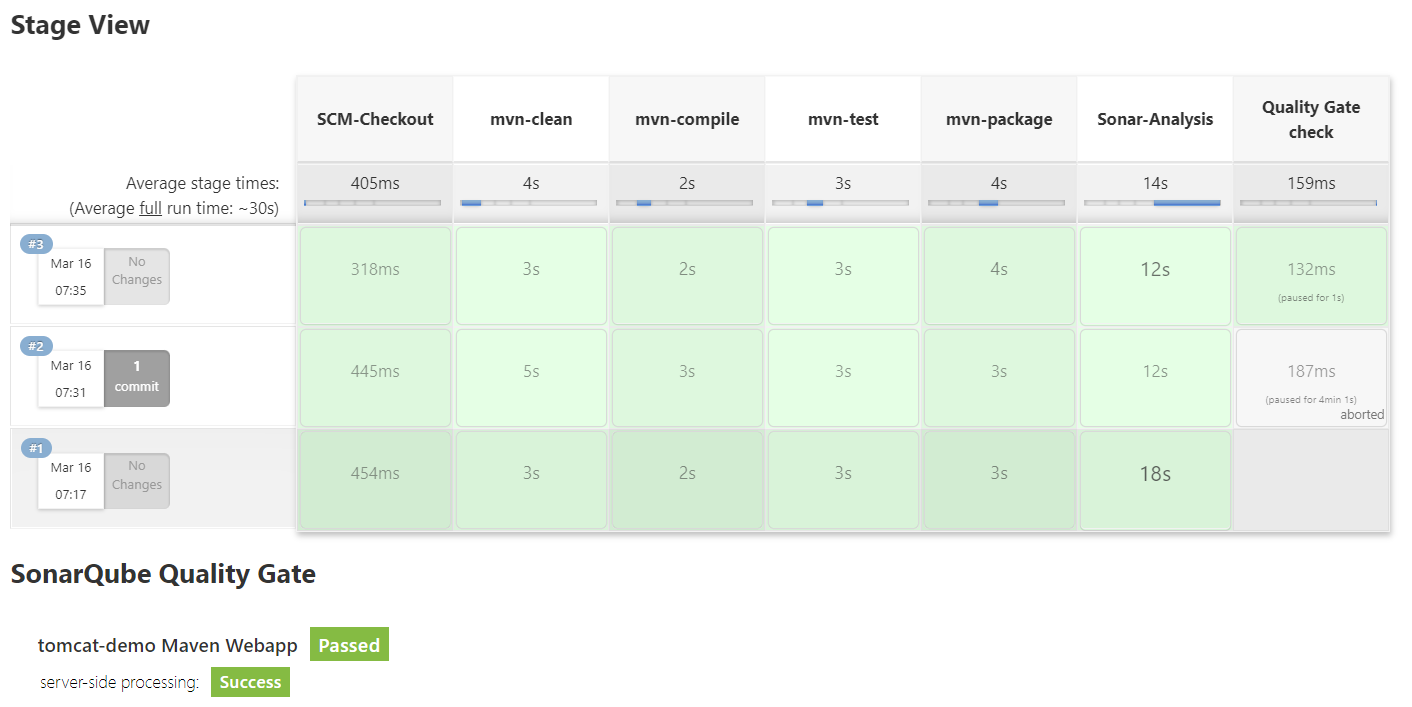 Stage View
SCM-Checkout mvn-clean mvn-compile mvn-test mvn-package Sonar-Analysis Quality Gate
check
Average stage times: 405ms 4s 2s 3s 4s 14s 159ms
(Average full run time: ~30s)
#3
Mar 16 No
07:35 Changes
318ms 3s 2s 3s 4s 12s 132ms
(paused for 1s)
#2
Mar 16 1
07:31 commit
445ms 5s 3s 3s 3s 12s 187ms
(paused for 4min 1s)
aborted
#1
Mar 16 No
07:17 Changes
454ms 3s 2s 3s 3s 18s
SonarQube Quality Gate
tomcat-demo Maven Webapp Passed
server-side processing: Success